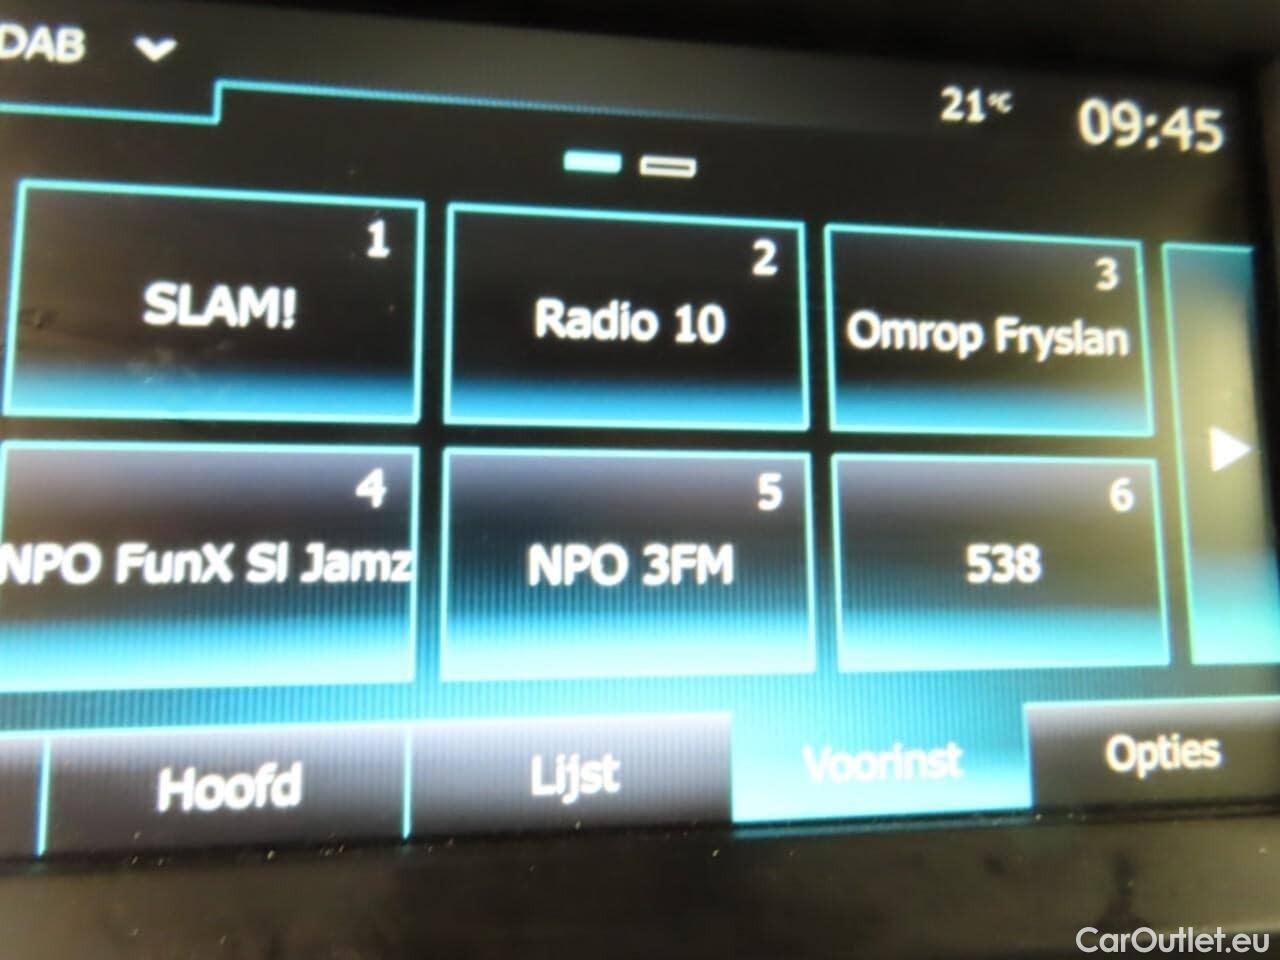 DAB
21°C
09:45
1
SLAM!
2
Radio 10
3
Omrop Fryslan
4
NPO FunX Sl Jamz
5
NPO 3FM
6
538
Hoofd
Lijst
Voorinst
Opties
CarOutlet.eu